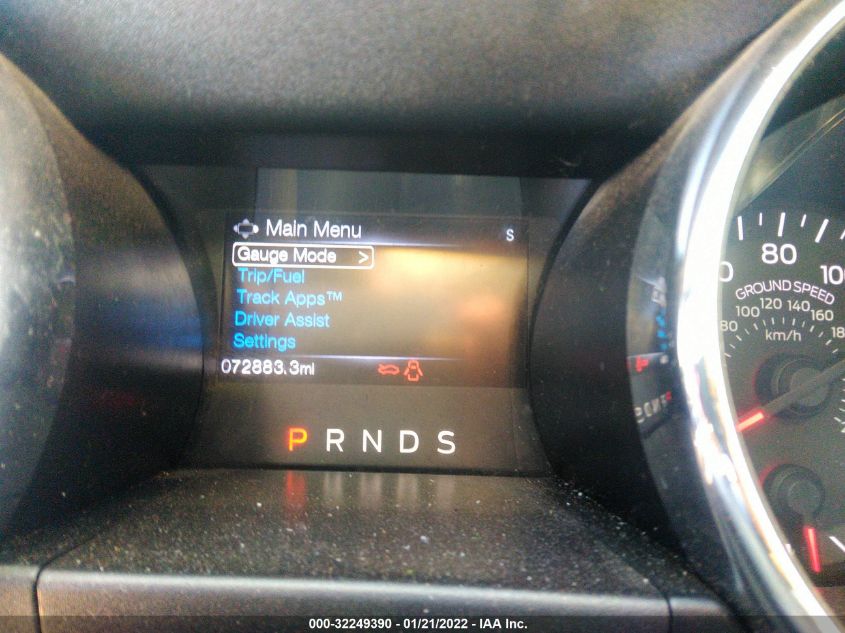 Main Menu
S
Gauge Mode >
Trip/Fuel
Track Apps™
Driver Assist
Settings
072883.3mi
P R N D S
80
100
GROUND SPEED
100 120 140 160
80
km/h
000-32249390 - 01/21/2022 - IAA Inc.